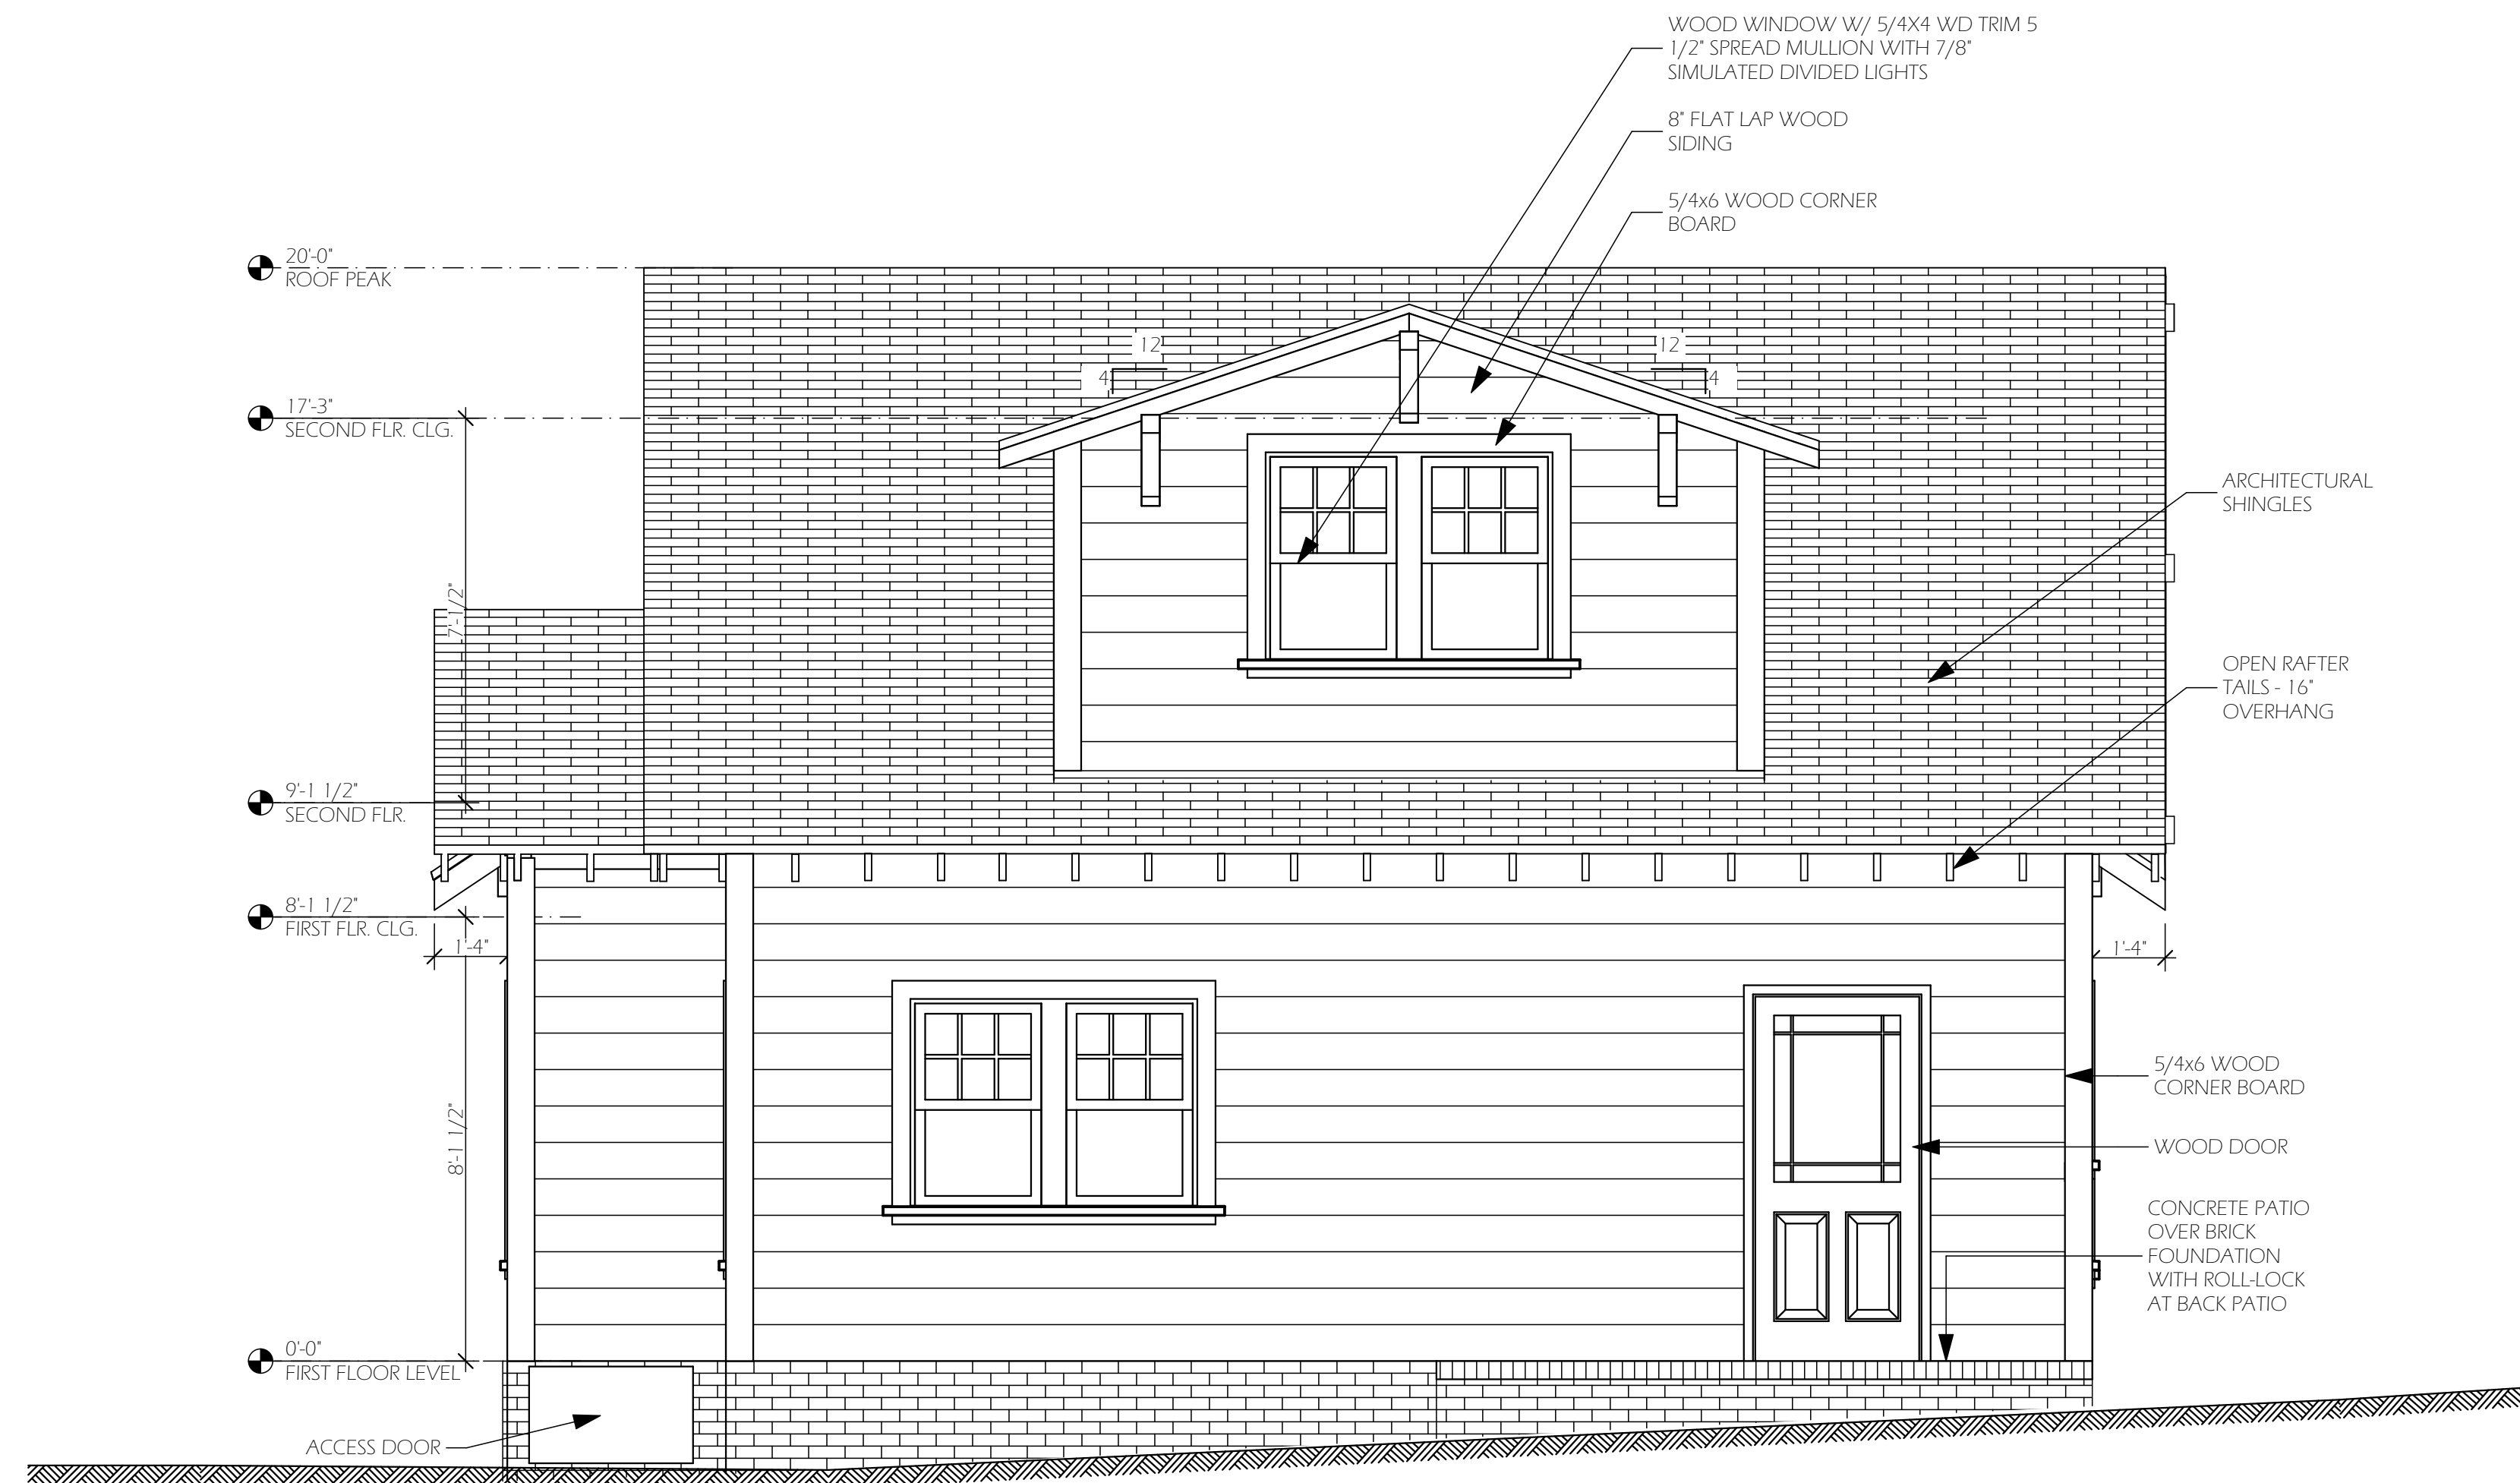 WOOD WINDOW W/ 5/4X4 WD TRIM 5
1/2" SPREAD MULLION WITH 7/8"
SIMULATED DIVIDED LIGHTS
8" FLAT LAP WOOD
SIDING
5/4x6 WOOD CORNER
BOARD
20'-0"
ROOF PEAK
12
12
4
4
17'-3"
SECOND FLR. CLG.
ARCHITECTURAL
SHINGLES
7'-1/2"
OPEN RAFTER
TAILS - 16"
OVERHANG
9'-1 1/2"
SECOND FLR.
8'-1 1/2"
FIRST FLR. CLG.
1'-4"
1'-4"
5/4x6 WOOD
CORNER BOARD
8'-1 1/2"
WOOD DOOR
CONCRETE PATIO
OVER BRICK
FOUNDATION
WITH ROLL-LOCK
AT BACK PATIO
0'-0"
FIRST FLOOR LEVEL
ACCESS DOOR